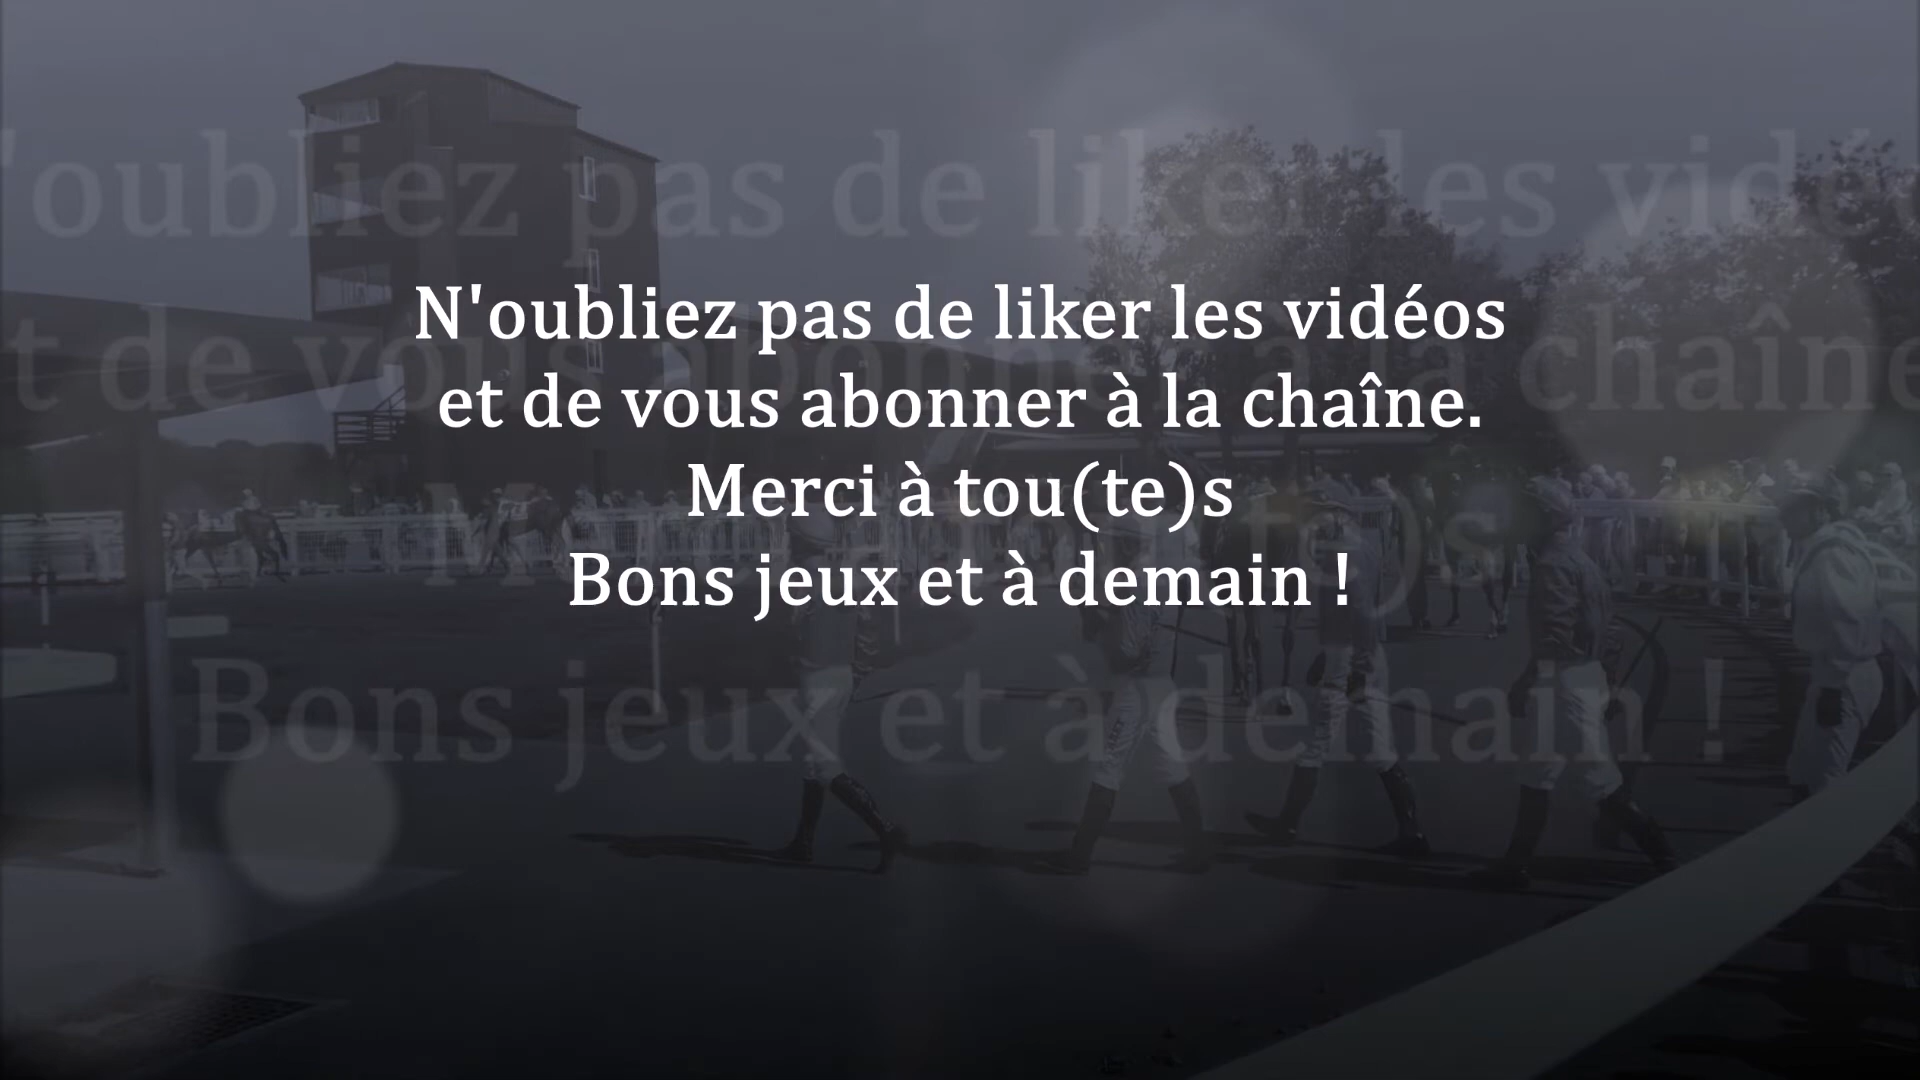 N'oubliez pas de liker les vidéos
et de vous abonner à la chaîne.
Merci à tou(te)s
Bons jeux et à demain !